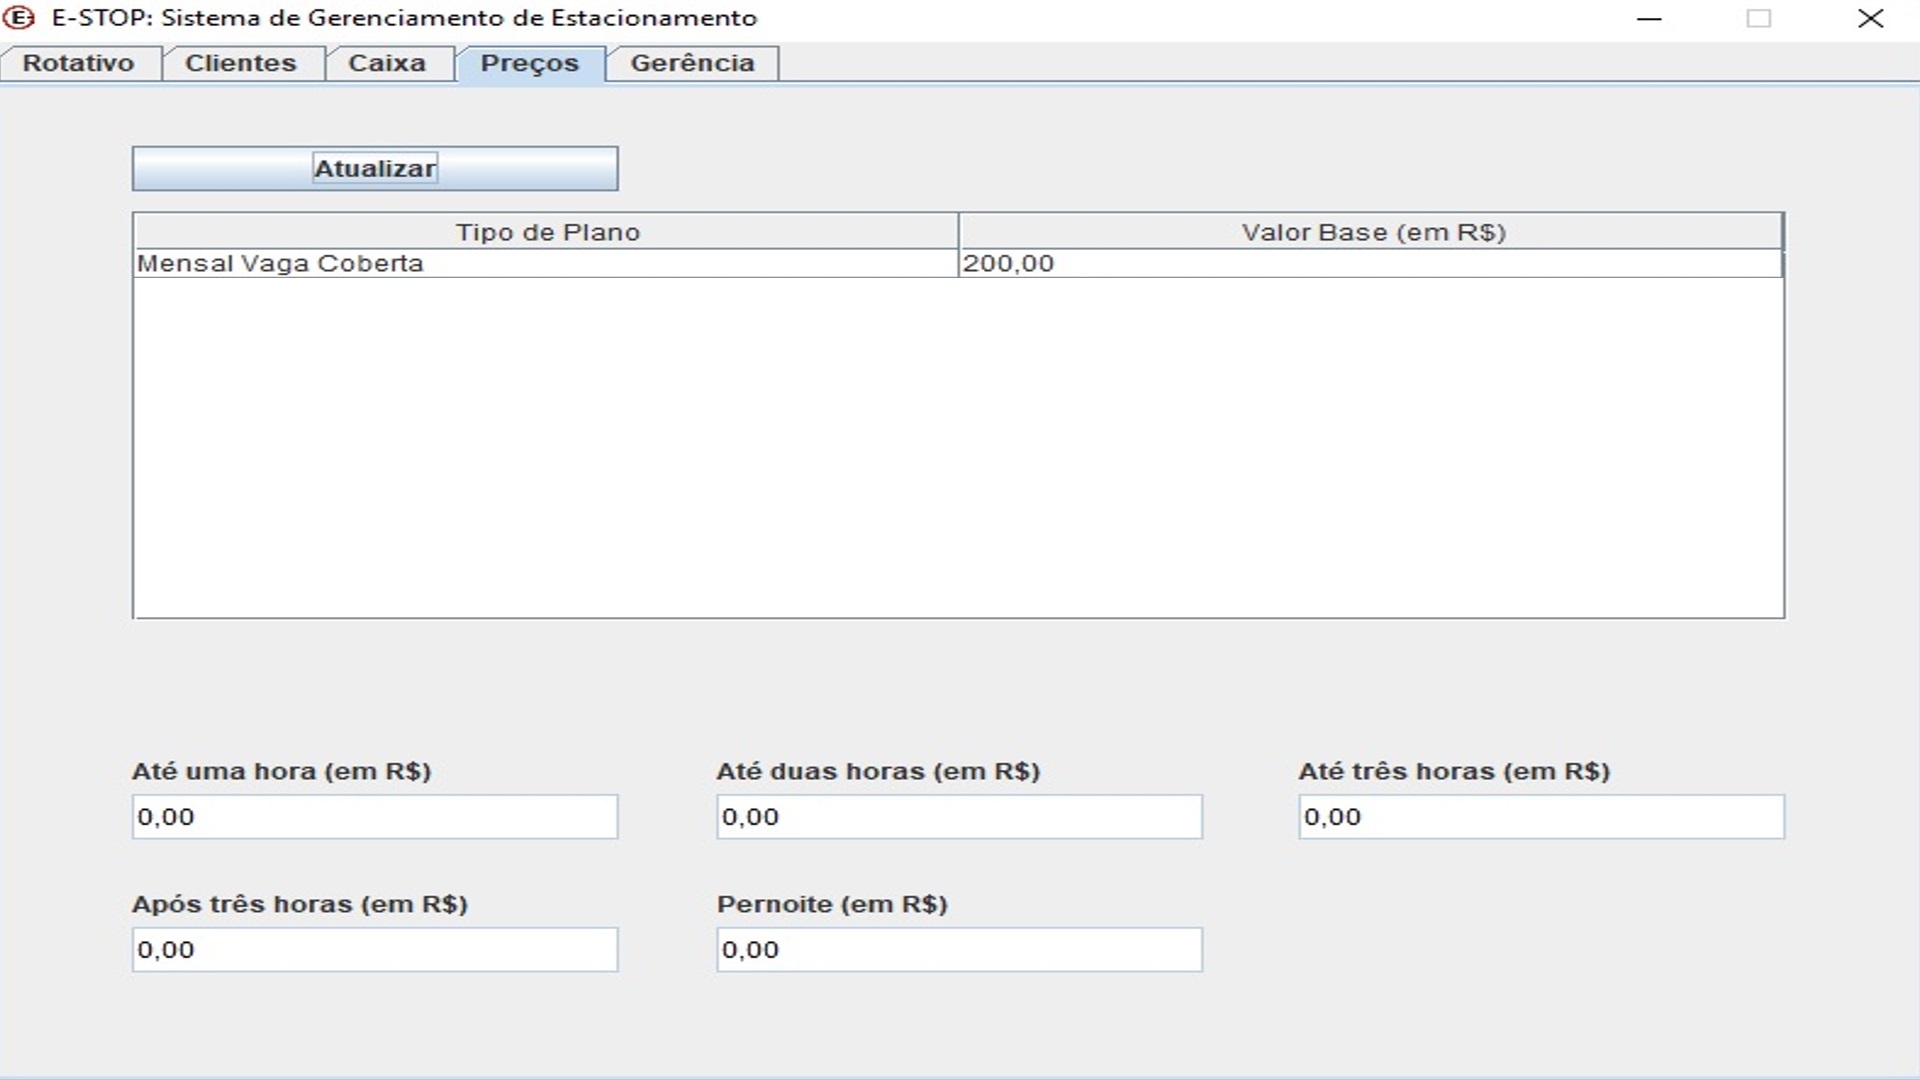 E E-STOP: Sistema de Gerenciamento de Estacionamento
Rotativo Clientes Caixa Preços Gerência
Atualizar
Tipo de Plano Valor Base (em R$)
Mensal Vaga Coberta 200,00
Até uma hora (em R$) Até duas horas (em R$) Até três horas (em R$)
0,00 0,00 0,00
Após três horas (em R$) Pernoite (em R$)
0,00 0,00